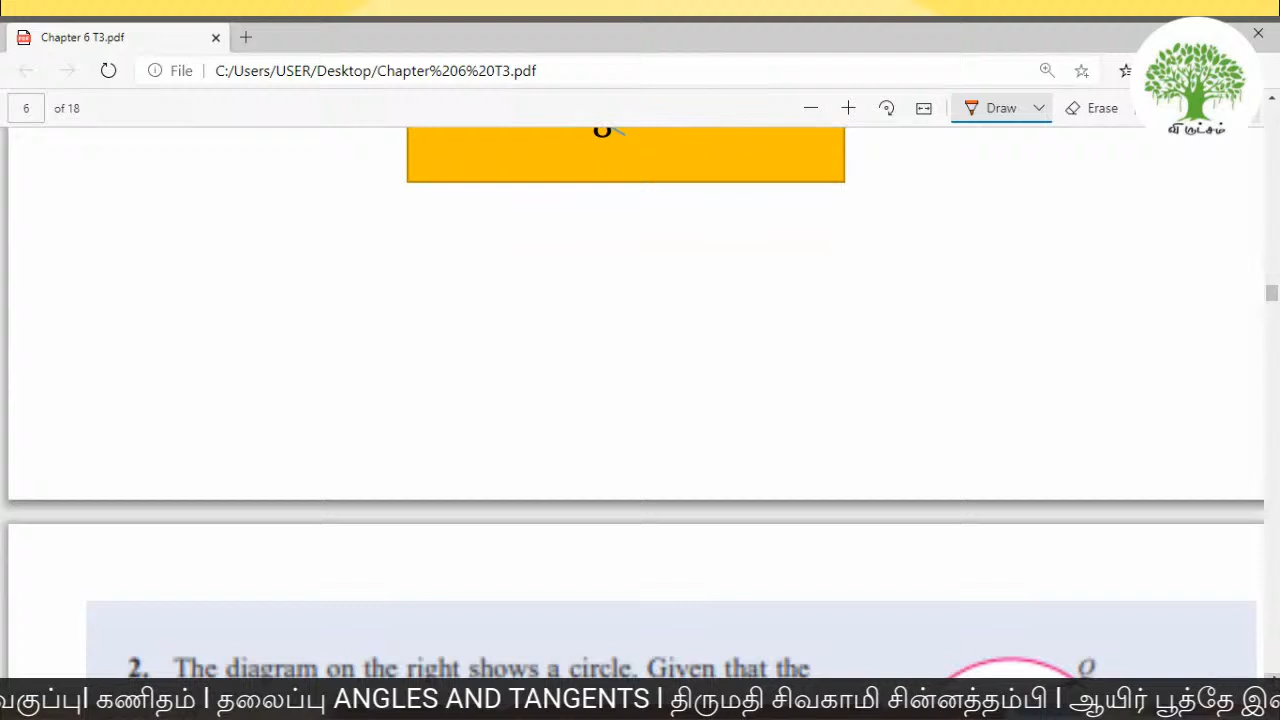 Chapter 6 T3.pdf
File C:/Users/USER/Desktop/Chapter%206%20T3.pdf
6 of 18 Draw Erase
விருட்சம்
8
2. The diagram on the right shows a circle. Given that the
Q
வகுப்பு| கணிதம் | தலைப்பு ANGLES AND TANGENTS | திருமதி சிவகாமி சின்னத்தம்பி | ஆயிர் பூத்தே